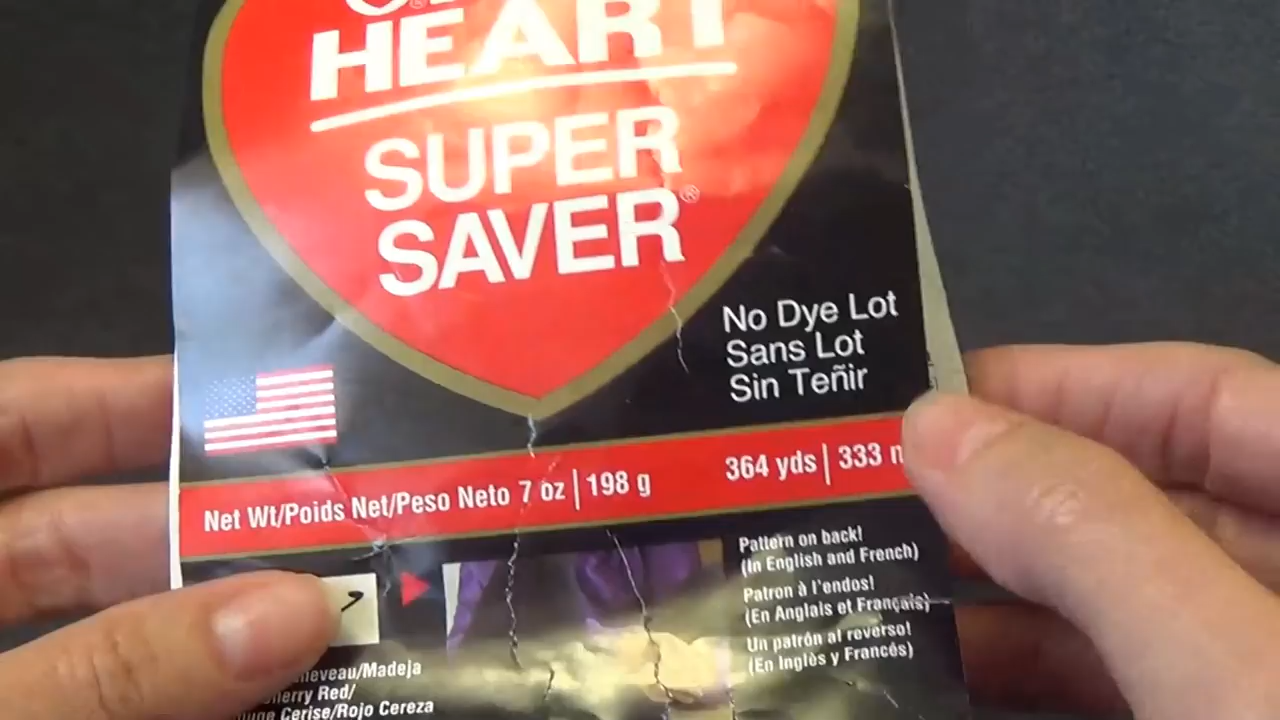 HEART
SUPER
SAVER®
No Dye Lot
Sans Lot
Sin Teñir
Net Wt/Poids Net/Peso Neto 7 oz | 198 g
364 yds | 333
Pattern on back!
(In English and French)
Patron à l'endos!
(En Anglais et Français)
Un patrón al reverso!
(En Inglès y Francés)
/Madeja
Red/
Cerise/Rojo Cereza